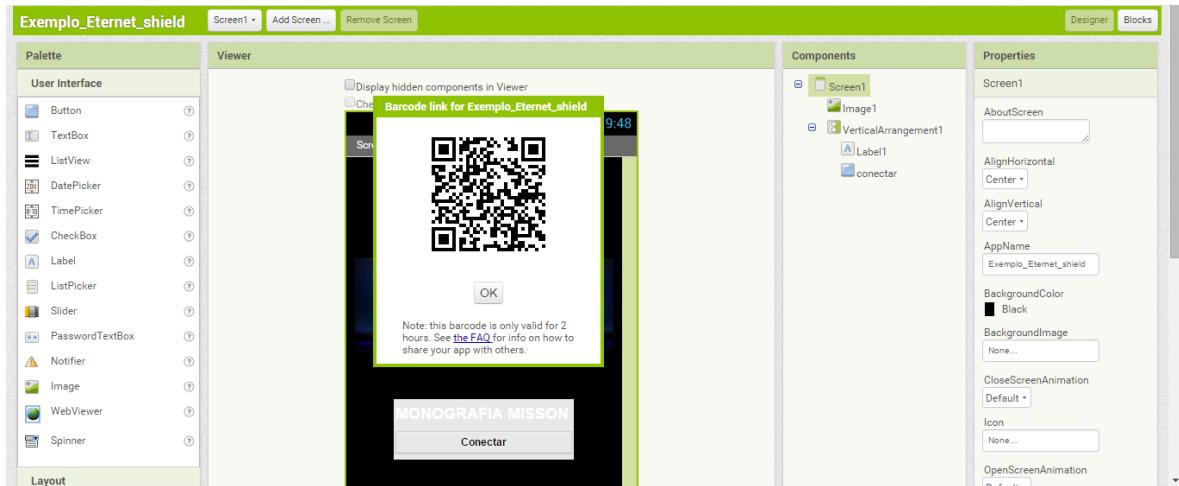 Exemplo_Eternet_shield
Screen1
Add Screen ...
Remove Screen
Designer
Blocks
Palette
User Interface
Button
TextBox
ListView
DatePicker
TimePicker
CheckBox
Label
ListPicker
Slider
PasswordTextBox
Notifier
Image
WebViewer
Spinner
Layout
Viewer
Display hidden components in Viewer
Barcode link for Exemplo_Eternet_shield
9:48
OK
Note: this barcode is only valid for 2
hours. See the FAQ for info on how to
share your app with others.
MONOGRAFIA MISSON
Conectar
Components
Screen1
Image1
VerticalArrangement1
Label1
conectar
Properties
Screen1
AboutScreen
AlignHorizontal
Center
AlignVertical
Center
AppName
Exemplo_Eternet_shield
BackgroundColor
Black
BackgroundImage
None...
CloseScreenAnimation
Default
Icon
None...
OpenScreenAnimation